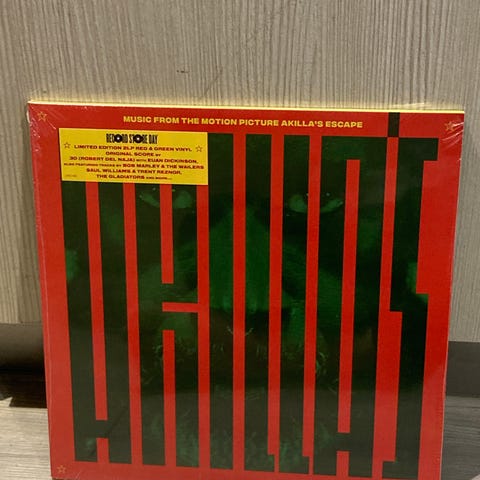 MUSIC FROM THE MOTION PICTURE AKILLA'S ESCAPE
RECORD STORE DAY
LIMITED EDITION 2LP RED & GREEN VINYL
ORIGINAL SCORE BY
3D (ROBERT DEL NAJA) WITH EUAN DICKINSON,
ALSO FEATURING TRACKS BY BOB MARLEY & THE WAILERS
SAUL WILLIAMS & TRENT REZNOR,
THE GLADIATORS AND MORE...
AKILLA'S